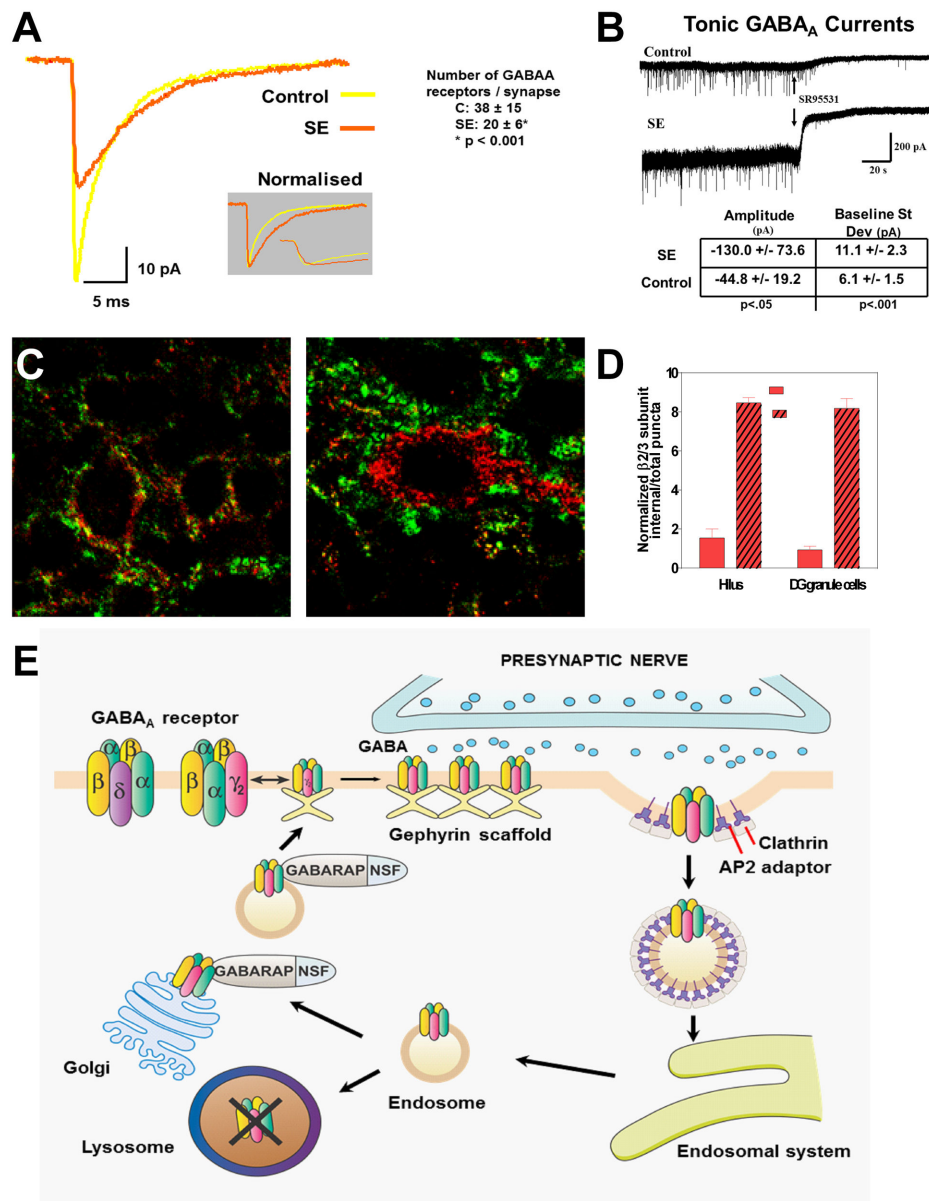 A
Control
SE
Number of GABAA
receptors / synapse
C: 38 ± 15
SE: 20 ± 6*
* p < 0.001
Normalised
10 pA
5 ms
B
Tonic GABAA Currents
Control
SR95531
SE
200 pA
20 s
Amplitude
(pA)
Baseline St
Dev (pA)
SE
-130.0 +/- 73.6
11.1 +/- 2.3
Control
-44.8 +/- 19.2
6.1 +/- 1.5
p<.05
p<.001
C
D
Normalized β2/3 subunit
internal/total puncta
10
8
6
4
2
0
Hilus
DG granule cells
E
PRESYNAPTIC NERVE
GABAA receptor
GABA
α
β
β
δ
α
α
β
β
α
γ2
γ2
Gephyrin scaffold
Clathrin
AP2 adaptor
GABARAP
NSF
GABARAP
NSF
Golgi
Endosome
Lysosome
Endosomal system